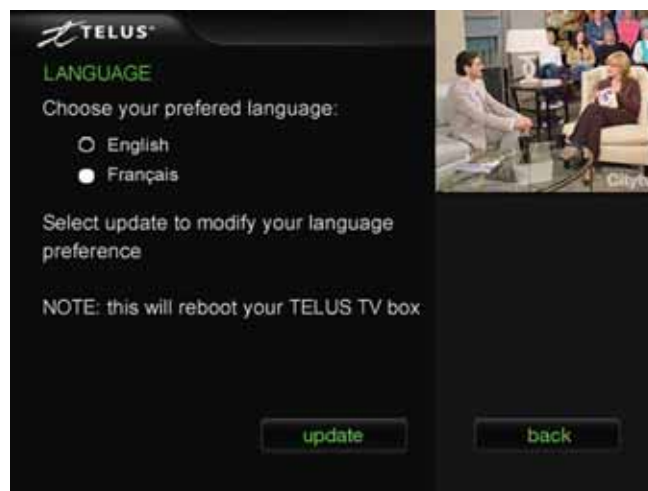 TELUS
LANGUAGE
Choose your prefered language:
English
Français
Select update to modify your language
preference
NOTE: this will reboot your TELUS TV box
update
back